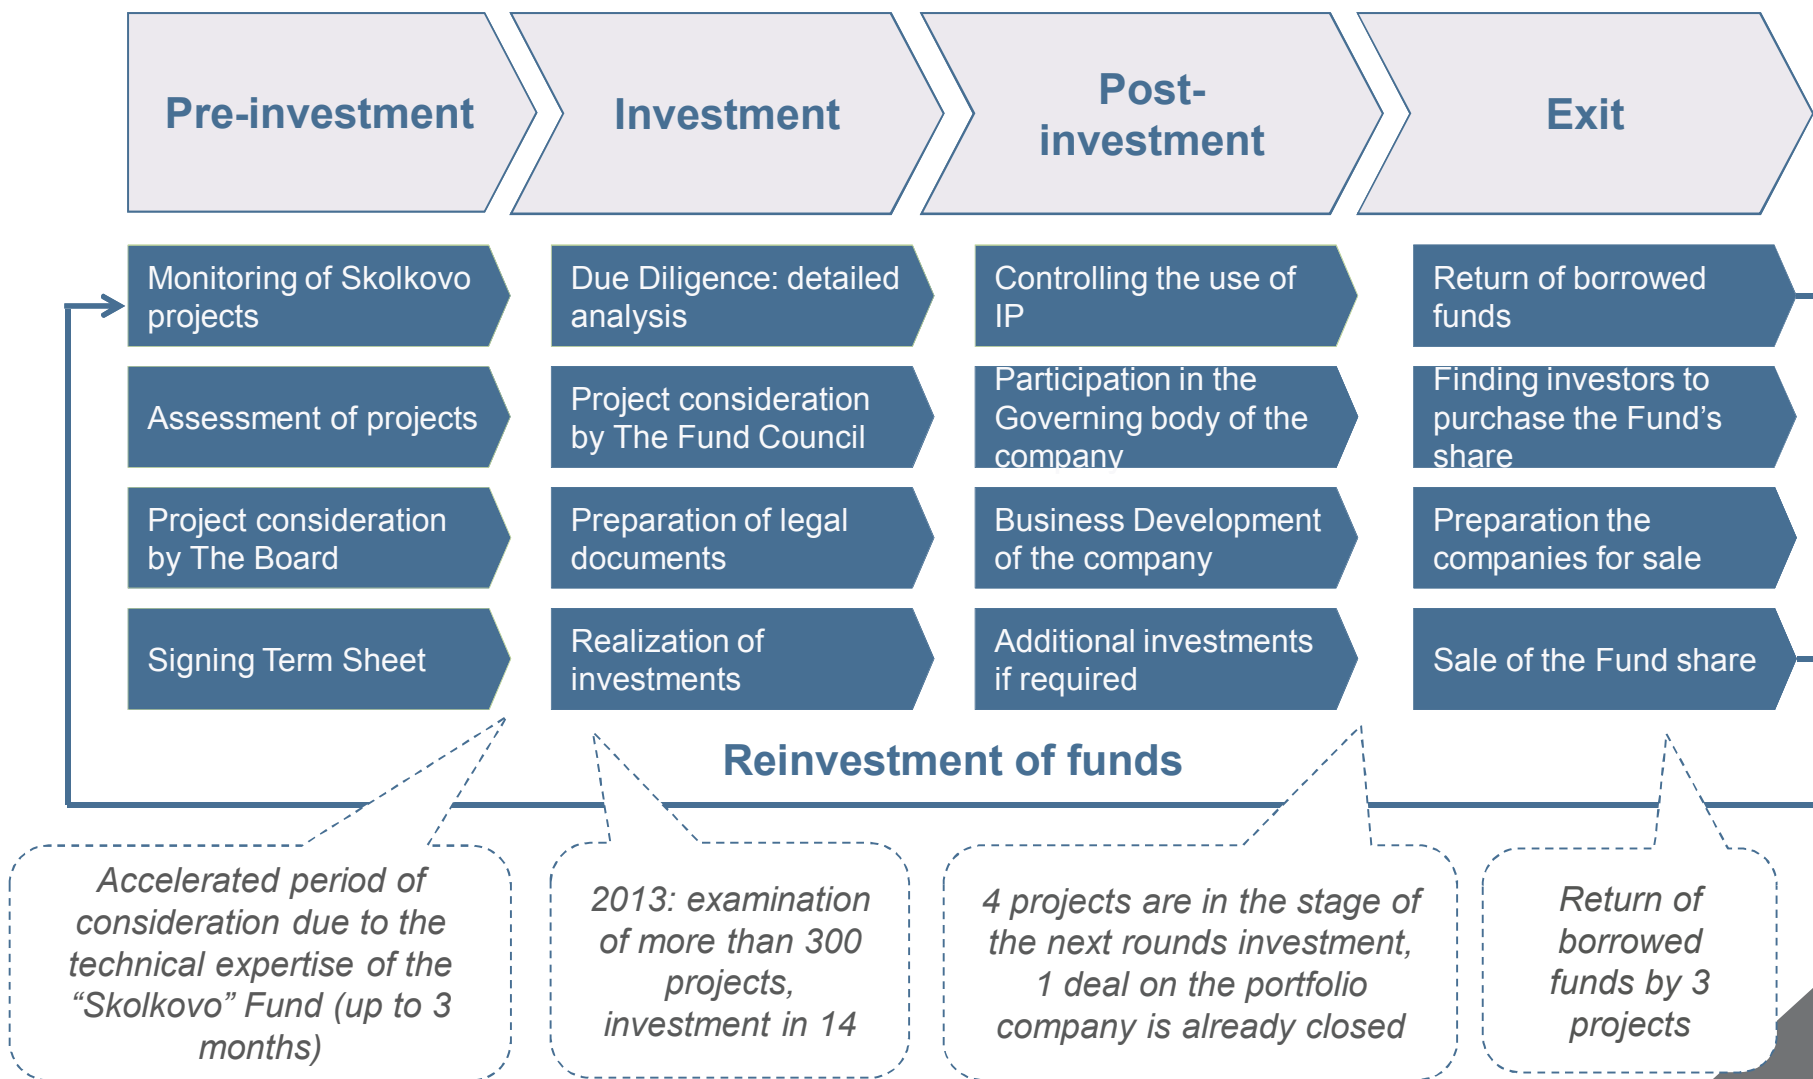 Pre-investment
Investment
Post-
investment
Exit
Monitoring of Skolkovo
projects
Due Diligence: detailed
analysis
Controlling the use of
IP
Return of borrowed
funds
Assessment of projects
Project consideration
by The Fund Council
Participation in the
Governing body of the
company
Finding investors to
purchase the Fund’s
share
Project consideration
by The Board
Preparation of legal
documents
Business Development
of the company
Preparation the
companies for sale
Signing Term Sheet
Realization of
investments
Additional investments
if required
Sale of the Fund share
Reinvestment of funds
Accelerated period of
consideration due to the
technical expertise of the
“Skolkovo” Fund (up to 3
months)
2013: examination
of more than 300
projects,
investment in 14
4 projects are in the stage of
the next rounds investment,
1 deal on the portfolio
company is already closed
Return of
borrowed
funds by 3
projects